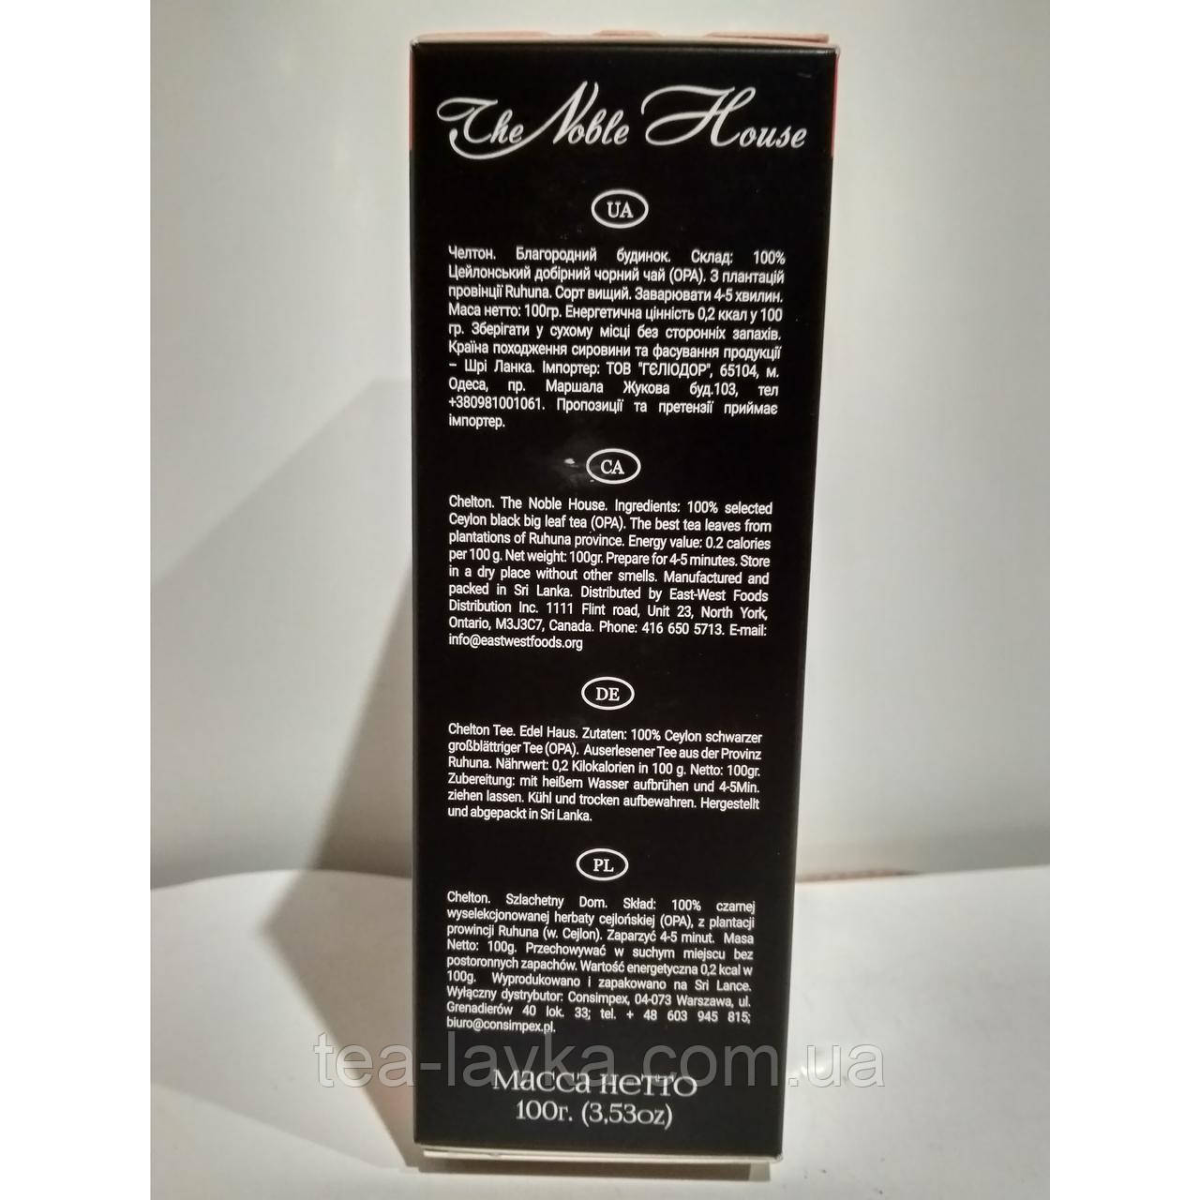 The Noble House
UA
Челтон. Благородний будинок. Склад: 100%
Цейлонський добірний чорний чай (ОРА). З плантацій
провінції Ruhuna. Сорт вищий. Заварювати 4-5 хвилин.
Маса нетто: 100гр. Енергетична цінність 0,2 ккал у 100
гр. Зберігати у сухому місці без сторонніх запахів.
Країна походження сировини та фасування продукції
– Шрі Ланка. Імпортер: ТОВ "ГЄЛІОДОР", 65104, м.
Одеса, пр. Маршала Жукова буд.103, тел
+380981001061. Пропозиції та претензії приймає
імпортер.
CA
Chelton. The Noble House. Ingredients: 100% selected
Ceylon black big leaf tea (OPA). The best tea leaves from
plantations of Ruhuna province. Energy value: 0.2 calories
per 100 g. Net weight: 100gr. Prepare for 4-5 minutes. Store
in a dry place without other smells. Manufactured and
packed in Sri Lanka. Distributed by East-West Foods
Distribution Inc. 1111 Flint road, Unit 23, North York,
Ontario, M3J3C7, Canada. Phone: 416 650 5713. E-mail:
info@eastwestfoods.org
DE
Chelton Tee. Edel Haus. Zutaten: 100% Ceylon schwarzer
großblättriger Tee (OPA). Auserlesener Tee aus der Provinz
Ruhuna. Nährwert: 0,2 Kilokalorien in 100 g. Netto: 100gr.
Zubereitung: mit heißem Wasser aufbrühen und 4-5Min.
ziehen lassen. Kühl und trocken aufbewahren. Hergestellt
und abgepackt in Sri Lanka.
PL
Chelton. Szlachetny Dom. Skład: 100% czarnej
wyselekcjonowanej herbaty cejlońskiej (OPA), z plantacji
prowincji Ruhuna (w. Cejlon). Zaparzyć 4-5 minut. Masa
Netto: 100g. Przechowywać w suchym miejscu bez
postoronnych zapachów. Wartość energetyczna 0,2 kcal w
100g. Wyprodukowano i zapakowano na Sri Lance.
Wyłączny dystrybutor: Consimpex, 04-073 Warszawa, ul.
Grenadierów 40 lok. 33; tel. + 48 603 945 815;
biuro@consimpex.pl.
tea-lavka.com.ua
Масса нетто
100г. (3,53oz)